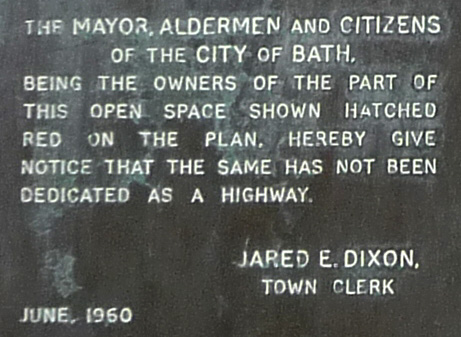 THE MAYOR, ALDERMEN AND CITIZENS
OF THE CITY OF BATH,
BEING THE OWNERS OF THE PART OF
THIS OPEN SPACE SHOWN HATCHED
RED ON THE PLAN, HEREBY GIVE
NOTICE THAT THE SAME HAS NOT BEEN
DEDICATED AS A HIGHWAY.
JARED E. DIXON,
TOWN CLERK
JUNE, 1960